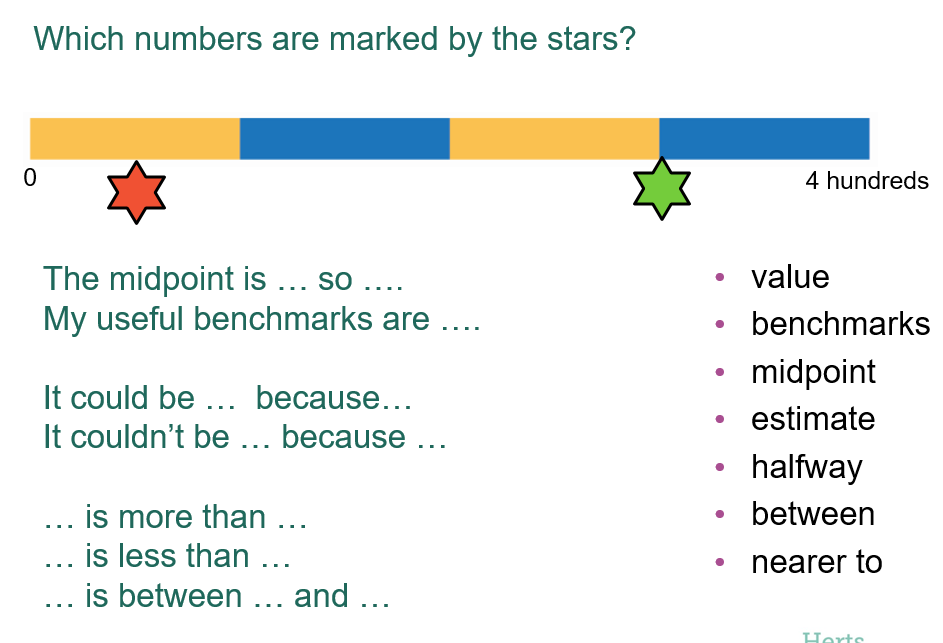 Which numbers are marked by the stars?
0
4 hundreds
The midpoint is … so ….
My useful benchmarks are ….
It could be …  because…
It couldn’t be … because …
… is more than …
… is less than …
… is between … and …
• value
• benchmarks
• midpoint
• estimate
• halfway
• between
• nearer to
Herts